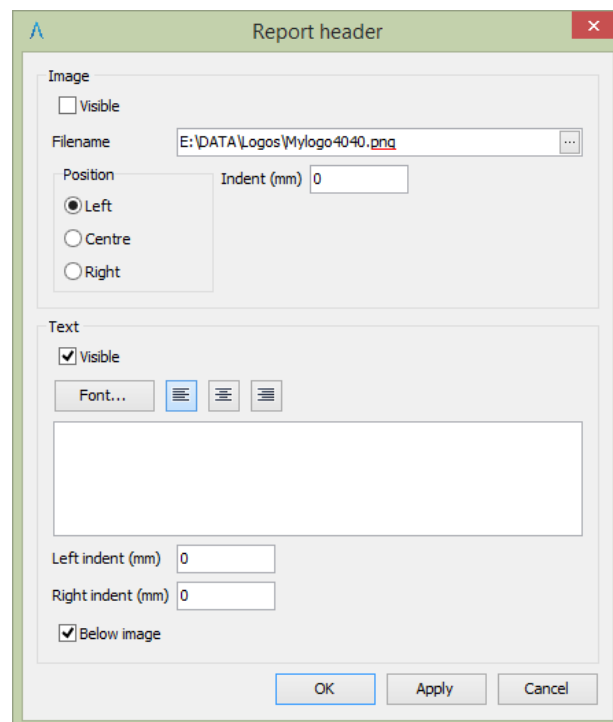 Report header
Image
Visible
Filename E:\DATA\Logos\Mylogo4040.png ...
Position Indent (mm) 0
Left
Centre
Right
Text
Visible
Font...
Left indent (mm) 0
Right indent (mm) 0
Below image
OK Apply Cancel